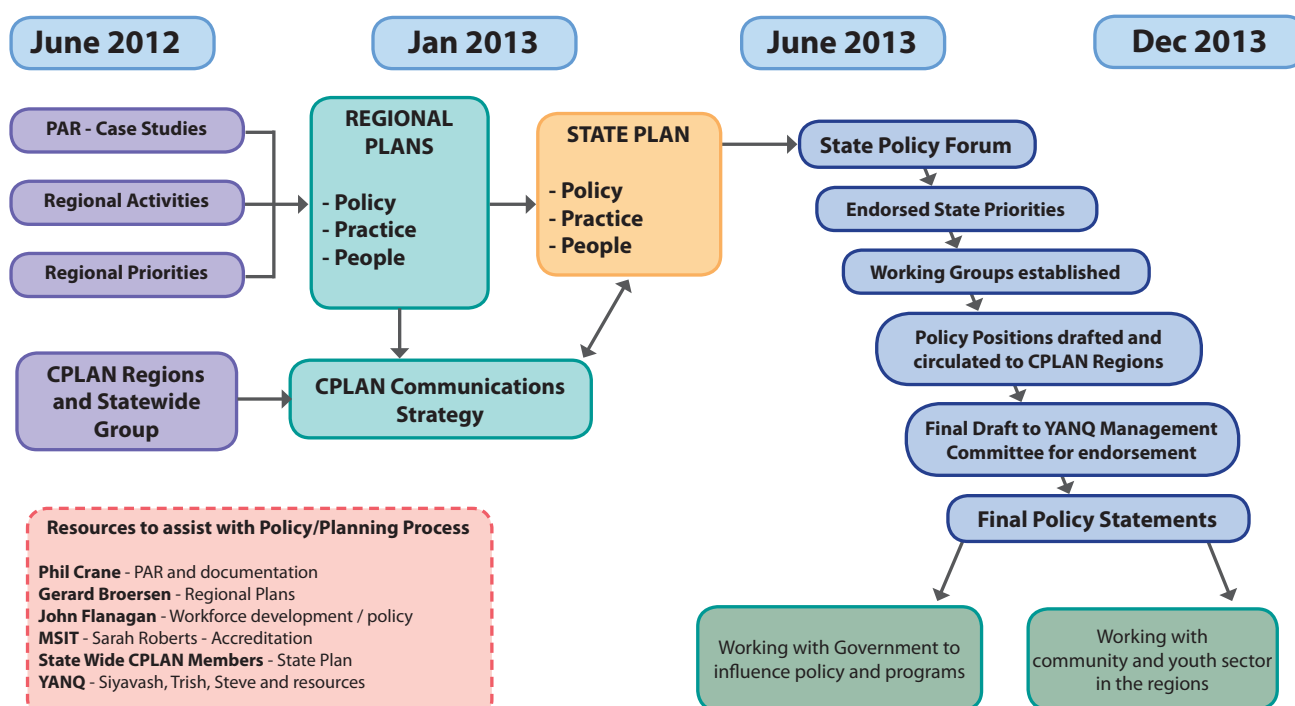 June 2012
Jan 2013
June 2013
Dec 2013
PAR - Case Studies
Regional Activities
Regional Priorities
CPLAN Regions
and Statewide
Group
REGIONAL
PLANS
- Policy
- Practice
- People
CPLAN Communications
Strategy
STATE PLAN
- Policy
- Practice
- People
State Policy Forum
Endorsed State Priorities
Working Groups established
Policy Positions drafted and
circulated to CPLAN Regions
Final Draft to YANQ Management
Committee for endorsement
Final Policy Statements
Working with Government to
influence policy and programs
Working with
community and youth sector
in the regions
Resources to assist with Policy/Planning Process
Phil Crane - PAR and documentation
Gerard Broersen - Regional Plans
John Flanagan - Workforce development / policy
MSIT - Sarah Roberts - Accreditation
State Wide CPLAN Members - State Plan
YANQ - Siyavash, Trish, Steve and resources